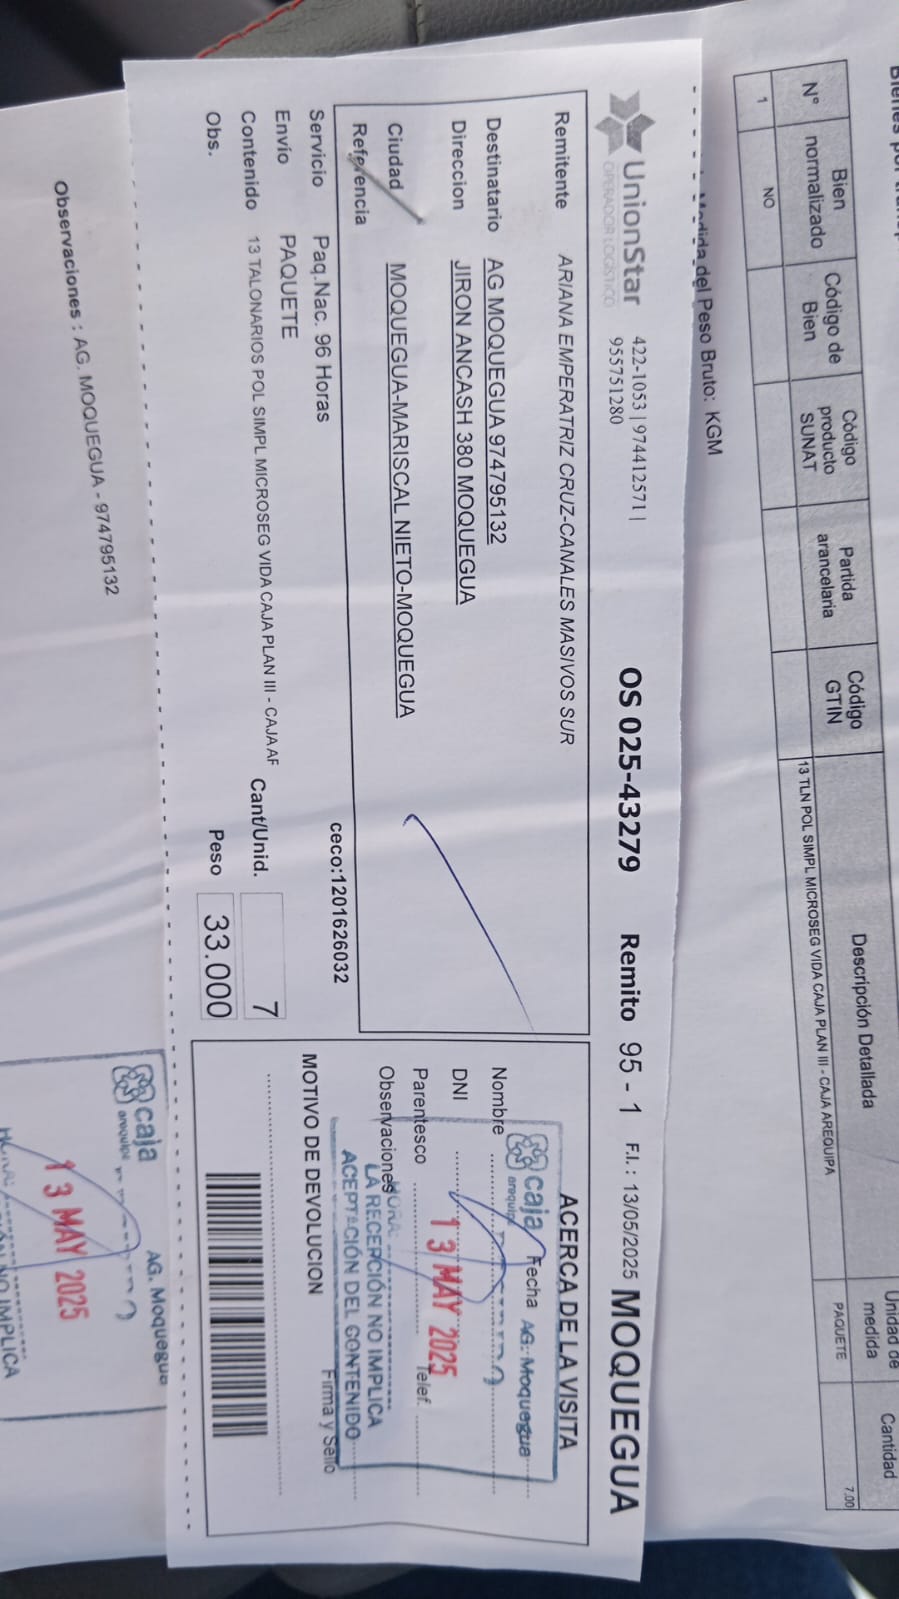 Bien normalizado
Código de Bien
Código producto SUNAT
Partida arancelaria
Código GTIN
Descripción Detallada
Unidad de medida
Cantidad
N°
1
NO
13 TLN POL SIMPL MICROSEG VIDA CAJA PLAN III - CAJA AREQUIPA
PAQUETE
7.00
Medida del Peso Bruto: KGM
UnionStar
OPERADOR LOGISTICO
422-1053 | 974412571 |
955751280
OS 025-43279
Remito 95 - 1
F.I.: 13/05/2025
MOQUEGUA
Remitente ARIANA EMPERATRIZ CRUZ-CANALES MASIVOS SUR
Destinatario AG MOQUEGUA 974795132
Direccion JIRON ANCASH 380 MOQUEGUA
Ciudad MOQUEGUA-MARISCAL NIETO-MOQUEGUA
Referencia
Servicio Paq.Nac. 96 Horas
ceco:1201626032
Envío PAQUETE
Contenido 13 TALONARIOS POL SIMPL MICROSEG VIDA CAJA PLAN III - CAJA AF
Cant/Unid. 7
Obs.
Peso 33.000
ACERCA DE LA VISITA
Fecha
Nombre
DNI
Parentesco
Telef.
Observaciones
Firma y Sello
MOTIVO DE DEVOLUCION
caja arequipa
AG. Moquegua
13 MAY 2025
HORA:
LA RECEPCIÓN NO IMPLICA
ACEPTACIÓN DEL CONTENIDO
Observaciones : AG. MOQUEGUA - 974795132
caja
AG. Moquegua
13 MAY 2025
NO IMPLICA